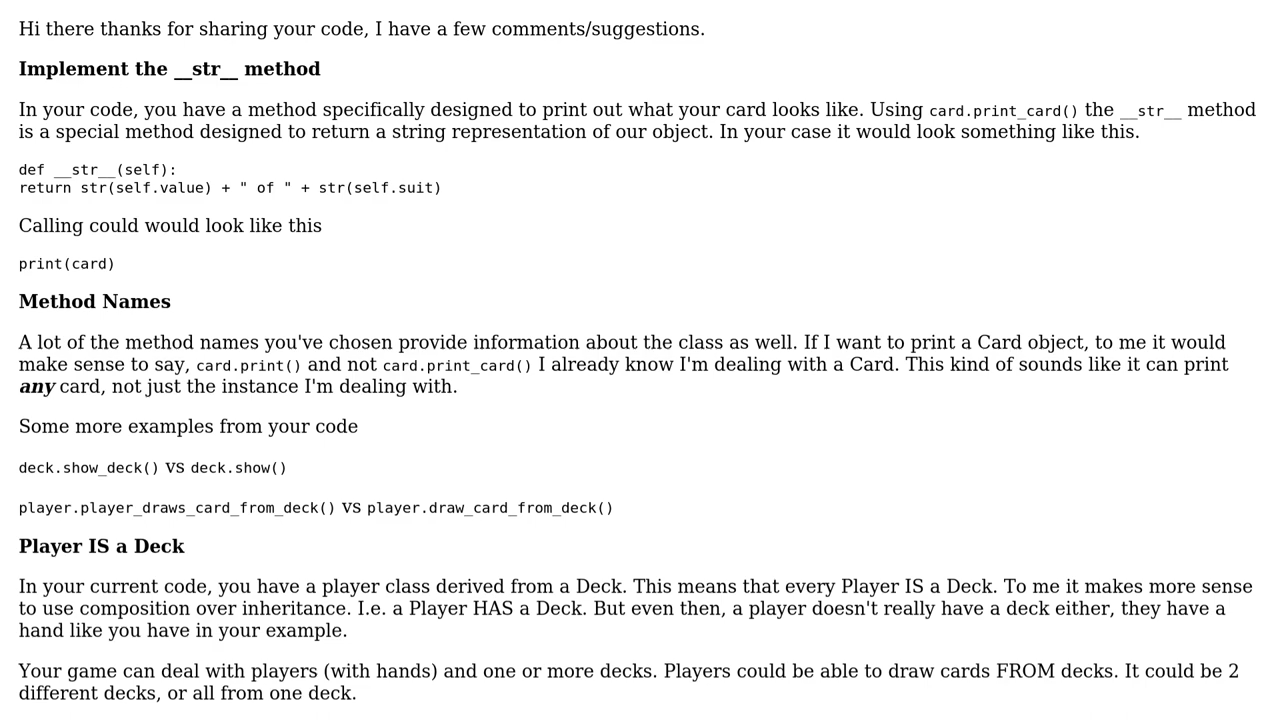 Hi there thanks for sharing your code, I have a few comments/suggestions.
Implement the __str__ method
In your code, you have a method specifically designed to print out what your card looks like. Using card.print_card() the __str__ method
is a special method designed to return a string representation of our object. In your case it would look something like this.
def __str__(self):
return str(self.value) + " of " + str(self.suit)
Calling could would look like this
print(card)
Method Names
A lot of the method names you've chosen provide information about the class as well. If I want to print a Card object, to me it would
make sense to say, card.print() and not card.print_card() I already know I'm dealing with a Card. This kind of sounds like it can print
any card, not just the instance I'm dealing with.
Some more examples from your code
deck.show_deck() VS deck.show()
player.player_draws_card_from_deck() VS player.draw_card_from_deck()
Player IS a Deck
In your current code, you have a player class derived from a Deck. This means that every Player IS a Deck. To me it makes more sense
to use composition over inheritance. I.e. a Player HAS a Deck. But even then, a player doesn't really have a deck either, they have a
hand like you have in your example.
Your game can deal with players (with hands) and one or more decks. Players could be able to draw cards FROM decks. It could be 2
different decks, or all from one deck.